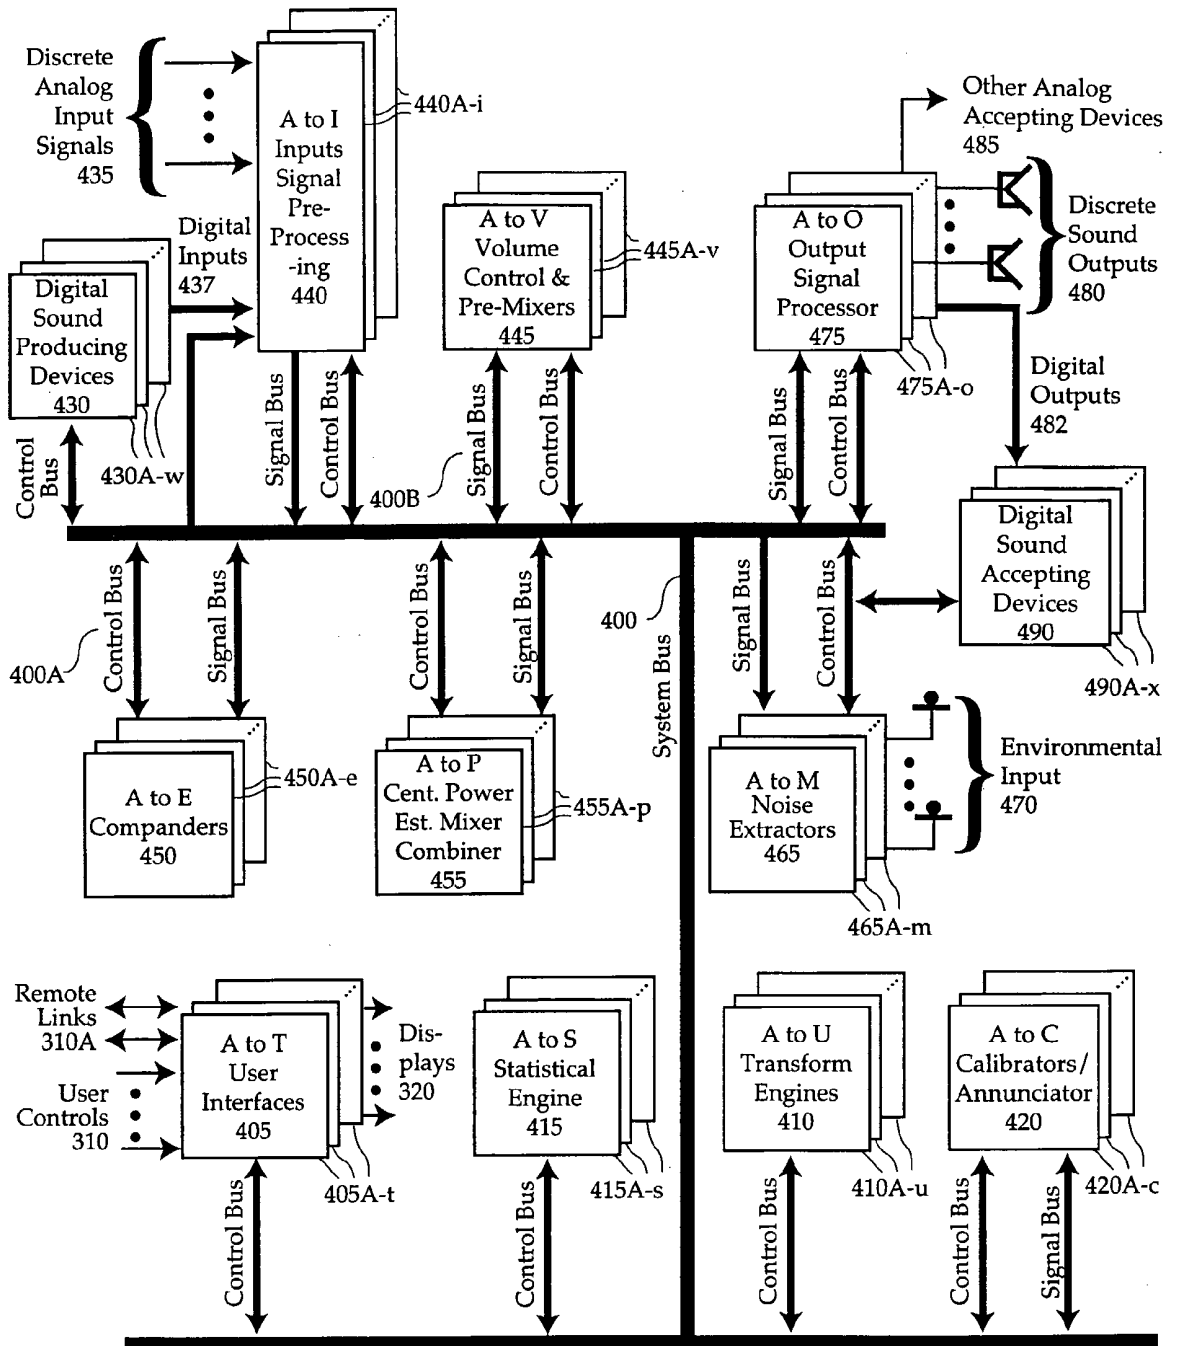 Discrete
Analog
Input
Signals
435
A to I
Inputs
Signal
Pre-
Process
-ing
440
440A-i
Digital
Inputs
437
Digital
Sound
Producing
Devices
430
430A-w
Control
Bus
Signal Bus
Control Bus
A to V
Volume
Control &
Pre-Mixers
445
445A-v
400B
Signal Bus
Control Bus
Other Analog
Accepting Devices
485
A to O
Output
Signal
Processor
475
475A-o
Discrete
Sound
Outputs
480
Digital
Outputs
482
Signal Bus
Control Bus
Digital
Sound
Accepting
Devices
490
490A-x
400A
Control Bus
Signal Bus
A to E
Companders
450
450A-e
Control Bus
Signal Bus
A to P
Cent. Power
Est. Mixer
Combiner
455
455A-p
400
System Bus
Signal Bus
Control Bus
A to M
Noise
Extractors
465
465A-m
Environmental
Input
470
Remote
Links
310A
User
Controls
310
A to T
User
Interfaces
405
405A-t
Dis-
plays
320
Control Bus
A to S
Statistical
Engine
415
415A-s
Control Bus
A to U
Transform
Engines
410
410A-u
Control Bus
A to C
Calibrators/
Annunciator
420
420A-c
Control Bus
Signal Bus